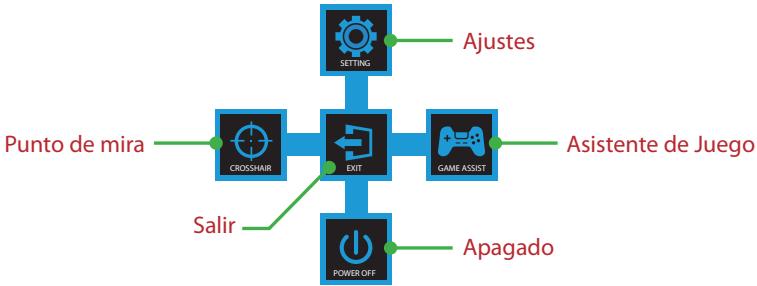 Ajustes
SETTING
Punto de mira
CROSSHAIR
EXIT
GAME ASSIST
Asistente de Juego
Salir
Apagado
POWER OFF